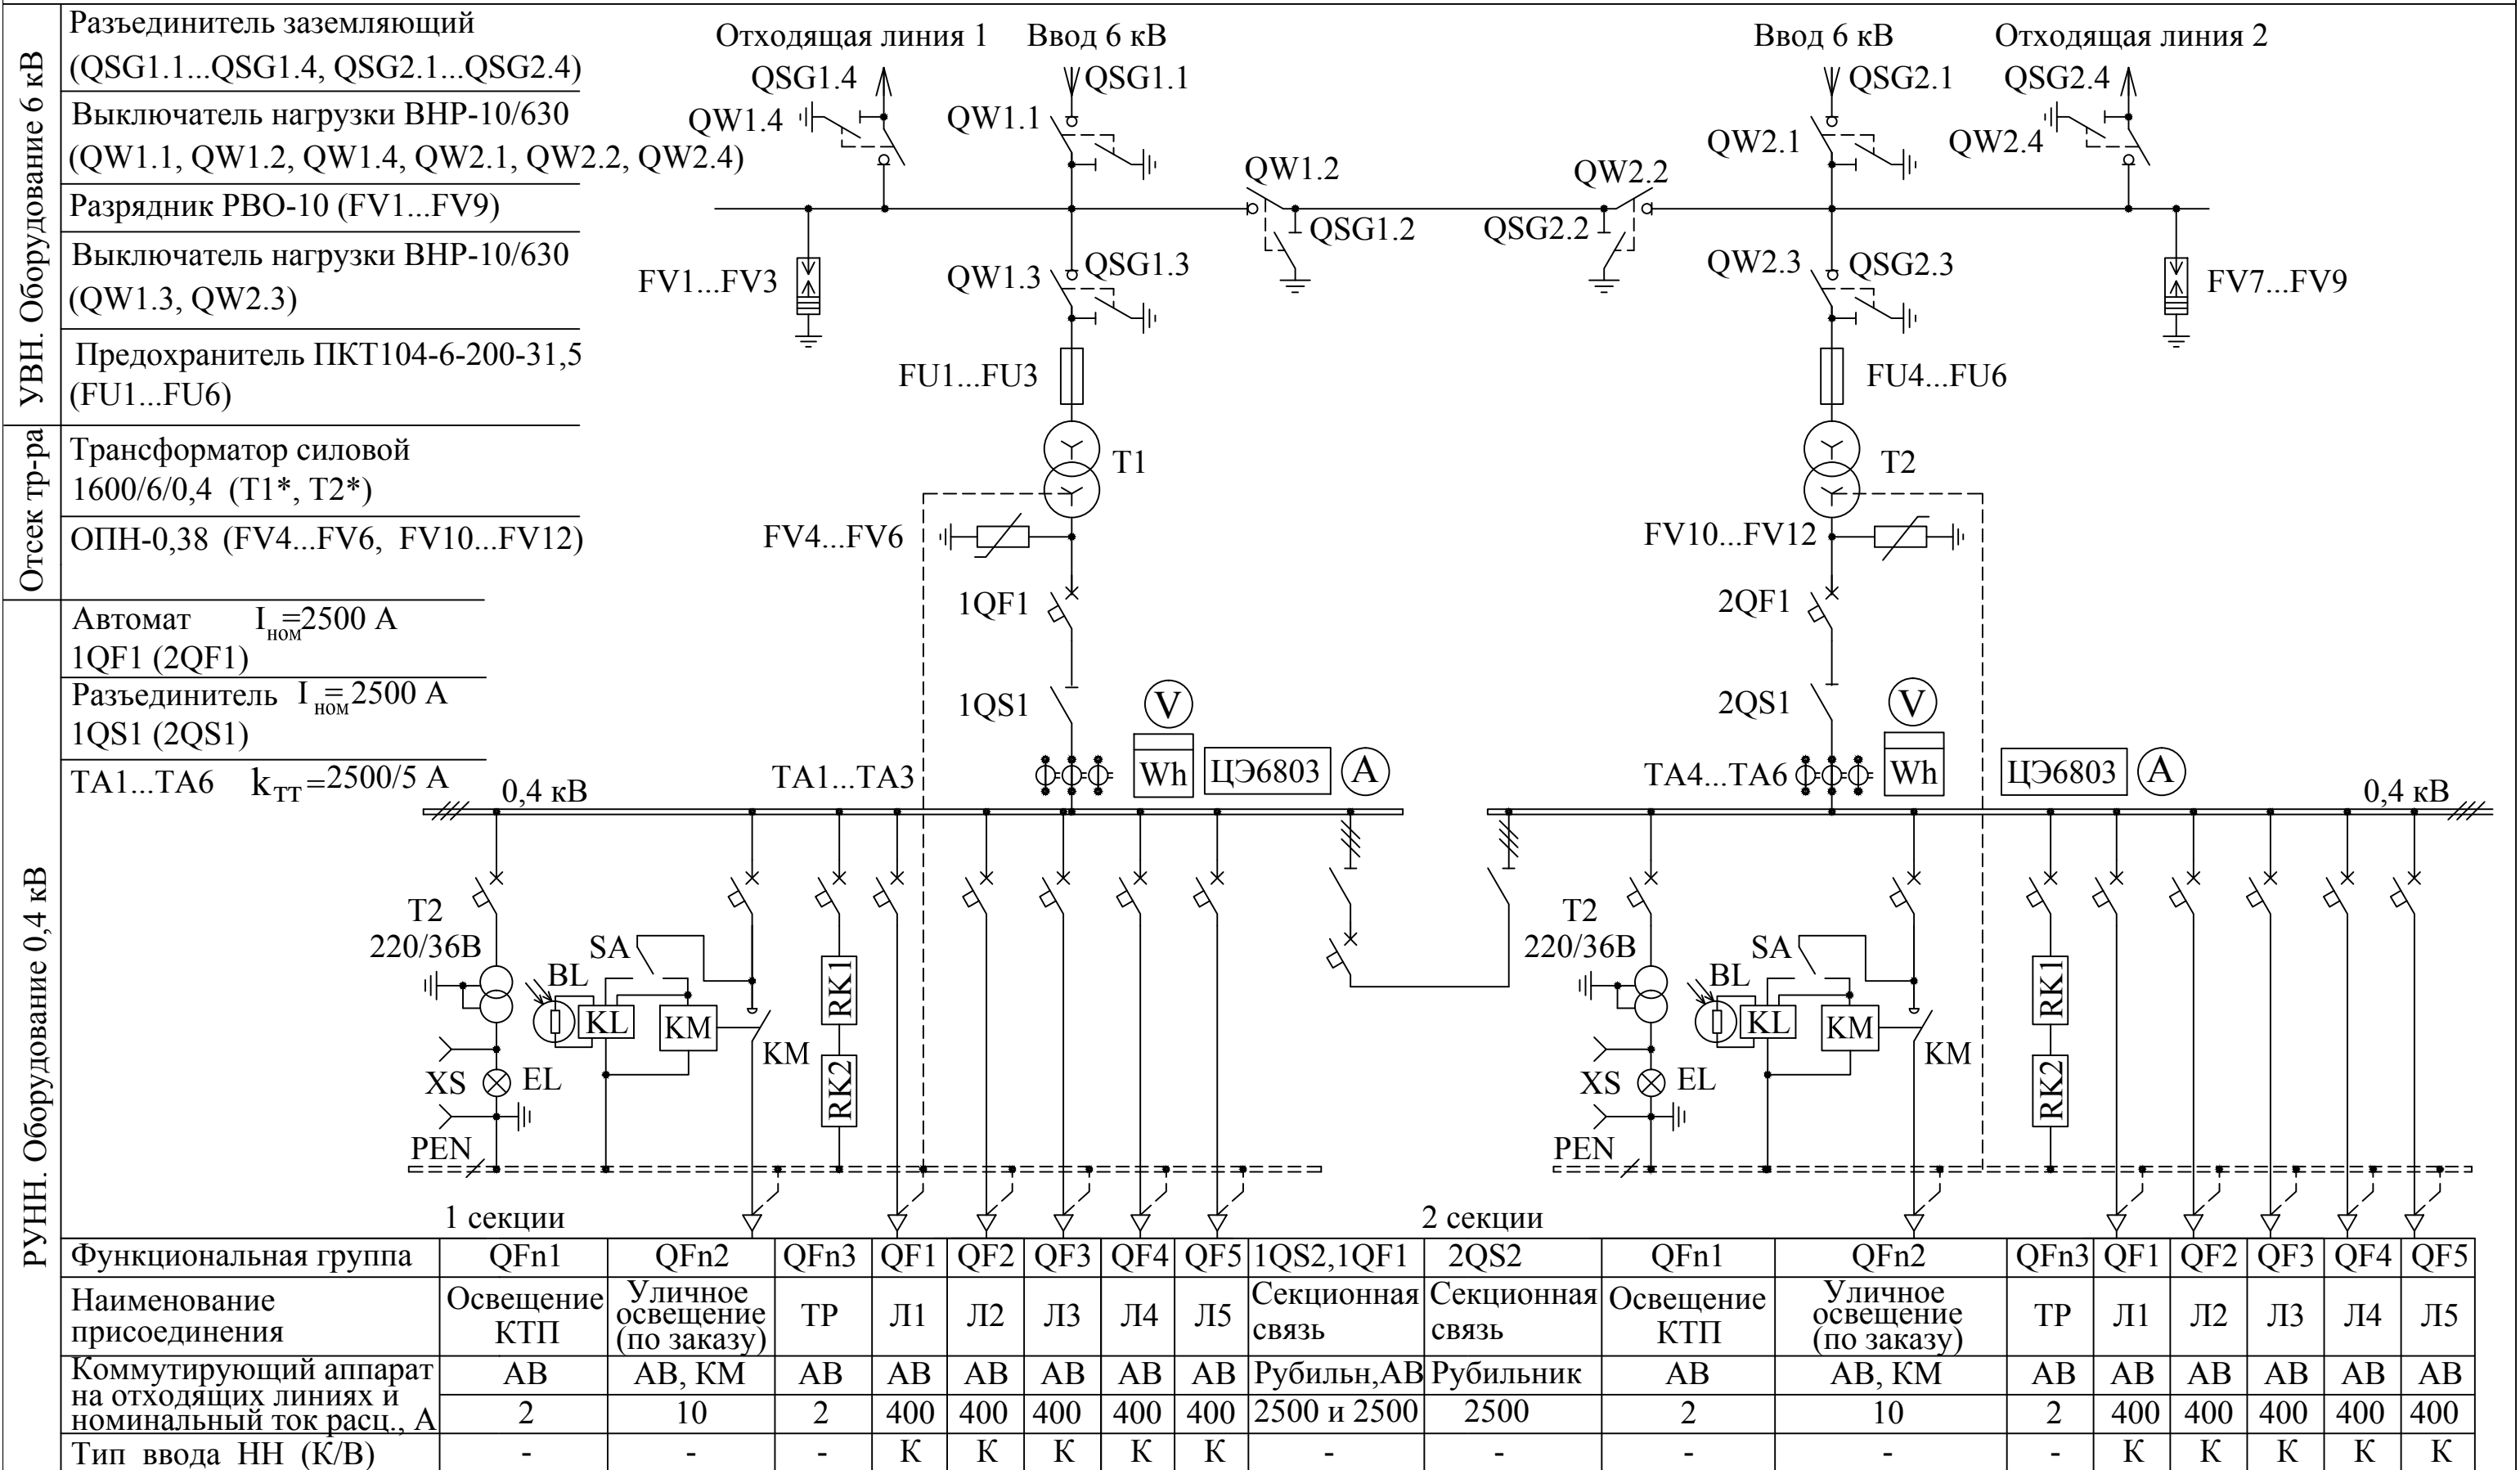 УВН. Оборудование 6 кВ
Разъединитель заземляющий
(QSG1.1...QSG1.4, QSG2.1...QSG2.4)
Выключатель нагрузки ВНР-10/630
(QW1.1, QW1.2, QW1.4, QW2.1, QW2.2, QW2.4)
Разрядник РВО-10 (FV1...FV9)
Выключатель нагрузки ВНР-10/630
(QW1.3, QW2.3)
Предохранитель ПКТ104-6-200-31,5
(FU1...FU6)
Отсек тр-ра
Трансформатор силовой
1600/6/0,4 (Т1*, Т2*)
ОПН-0,38 (FV4...FV6, FV10...FV12)
РУНН. Оборудование 0,4 кВ
Автомат Iном=2500 А
1QF1 (2QF1)
Разъединитель Iном=2500 А
1QS1 (2QS1)
ТА1...ТА6 kТТ=2500/5 А
Отходящая линия 1 Ввод 6 кВ Ввод 6 кВ Отходящая линия 2
QSG1.4 QSG1.1 QSG2.1 QSG2.4
QW1.4 QW1.1 QW2.1 QW2.4
QW1.2 QW2.2
QSG1.2 QSG2.2
FV1...FV3 QW1.3 QSG1.3 QW2.3 QSG2.3 FV7...FV9
FU1...FU3 FU4...FU6
Т1 Т2
FV4...FV6 FV10...FV12
1QF1 2QF1
1QS1 V 2QS1 V
ТА1...ТА3 Wh ЦЭ6803 А ТА4...ТА6 Wh ЦЭ6803 А
0,4 кВ 0,4 кВ
Т2 Т2
220/36В SA 220/36В SA
BL RK1 BL RK1
KL KM KM KL KM KM
XS EL RK2 XS EL RK2
PEN PEN
1 секции 2 секции
Функциональная группа QFn1 QFn2 QFn3 QF1 QF2 QF3 QF4 QF5 1QS2,1QF1 2QS2 QFn1 QFn2 QFn3 QF1 QF2 QF3 QF4 QF5
Наименование
присоединения
Освещение
КТП
Уличное
освещение
(по заказу)
ТР Л1 Л2 Л3 Л4 Л5
Секционная
связь
Секционная
связь
Освещение
КТП
Уличное
освещение
(по заказу)
ТР Л1 Л2 Л3 Л4 Л5
Коммутирующий аппарат
на отходящих линиях и
номинальный ток расц., А
АВ АВ, КМ АВ АВ АВ АВ АВ АВ Рубильн,АВ Рубильник АВ АВ, КМ АВ АВ АВ АВ АВ АВ
2 10 2 400 400 400 400 400 2500 и 2500 2500 2 10 2 400 400 400 400 400
Тип ввода НН (К/В) - - - К К К К К - - - - - К К К К К